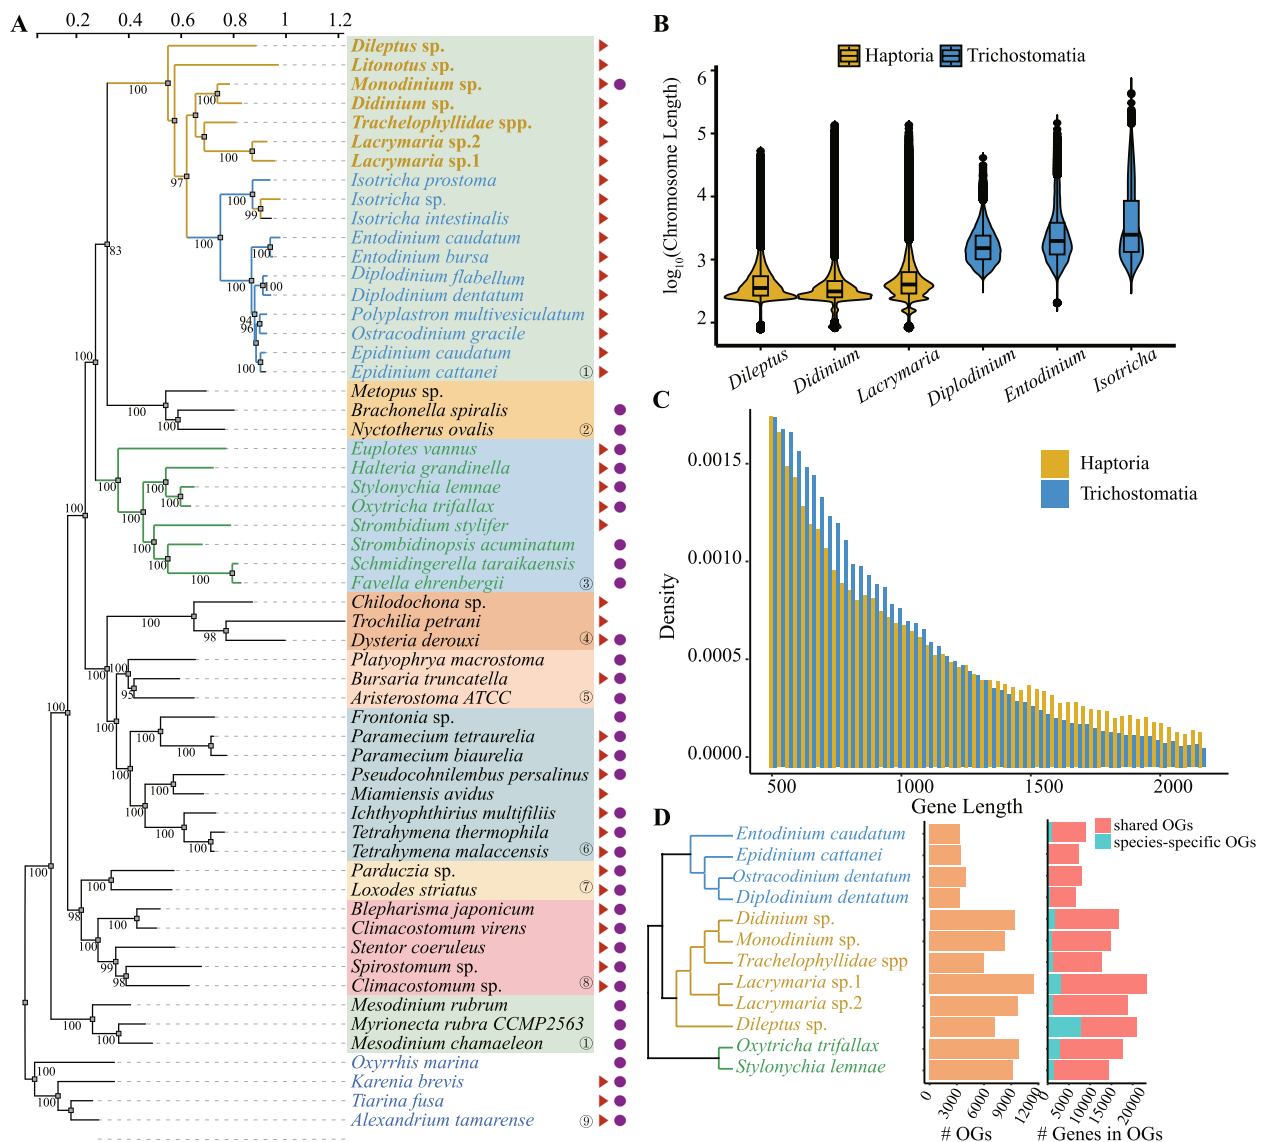 A
0.2 0.4 0.6 0.8 1 1.2
Dileptus sp.
Litonotus sp.
Monodinium sp.
Didinium sp.
Trachelophyllidae spp.
Lacrymaria sp.2
Lacrymaria sp.1
Isotricha prostoma
Isotricha sp.
Isotricha intestinalis
Entodinium caudatum
Entodinium bursa
Diplodinium flabellum
Diplodinium dentatum
Polyplastron multivesiculatum
Ostracodinium gracile
Epidinium caudatum
Epidinium cattanei ①
Metopus sp.
Brachonella spiralis
Nyctotherus ovalis ②
Euplotes vannus
Halteria grandinella
Stylonychia lemnae
Oxytricha trifallax
Strombidium stylifer
Strombidinopsis acuminatum
Schmidingerella taraikaensis
Favella ehrenbergii ③
Chilodochona sp.
Trochilia petrani
Dysteria derouxi ④
Platyophrya macrostoma
Bursaria truncatella
Aristerostoma ATCC ⑤
Frontonia sp.
Paramecium tetraurelia
Paramecium biaurelia
Pseudocohnilembus persalinus
Miamiensis avidus
Ichthyophthirius multifiliis
Tetrahymena thermophila
Tetrahymena malaccensis ⑥
Parduczia sp.
Loxodes striatus ⑦
Blepharisma japonicum
Climacostomum virens
Stentor coeruleus
Spirostomum sp.
Climacostomum sp. ⑧
Mesodinium rubrum
Myrionecta rubra CCMP2563
Mesodinium chamaeleon ①
Oxyrrhis marina
Karenia brevis
Tiarina fusa
Alexandrium tamarense ⑨
100
100
100
97
99
83
100
100
100
100
94
96
100
100
100
100
100
100
100
100
100
100
100
100
100
98
100
100
95
100
100
100
100
100
100
100
100
100
100
98
100
100
99
98
100
100
100
100
100
B
Haptoria Trichostomatia
log10(Chromosome Length)
6
5
4
3
2
Dileptus Didinium Lacrymaria Diplodinium Entodinium Isotricha
C
Haptoria
Trichostomatia
Density
0.0015
0.0010
0.0005
0.0000
500 1000 1500 2000
Gene Length
D
Entodinium caudatum
Epidinium cattanei
Ostracodinium dentatum
Diplodinium dentatum
Didinium sp.
Monodinium sp.
Trachelophyllidae spp
Lacrymaria sp.1
Lacrymaria sp.2
Dileptus sp.
Oxytricha trifallax
Stylonychia lemnae
shared OGs
species-specific OGs
0 3000 6000 9000 12000
# OGs
0 5000 10000 15000 20000
# Genes in OGs